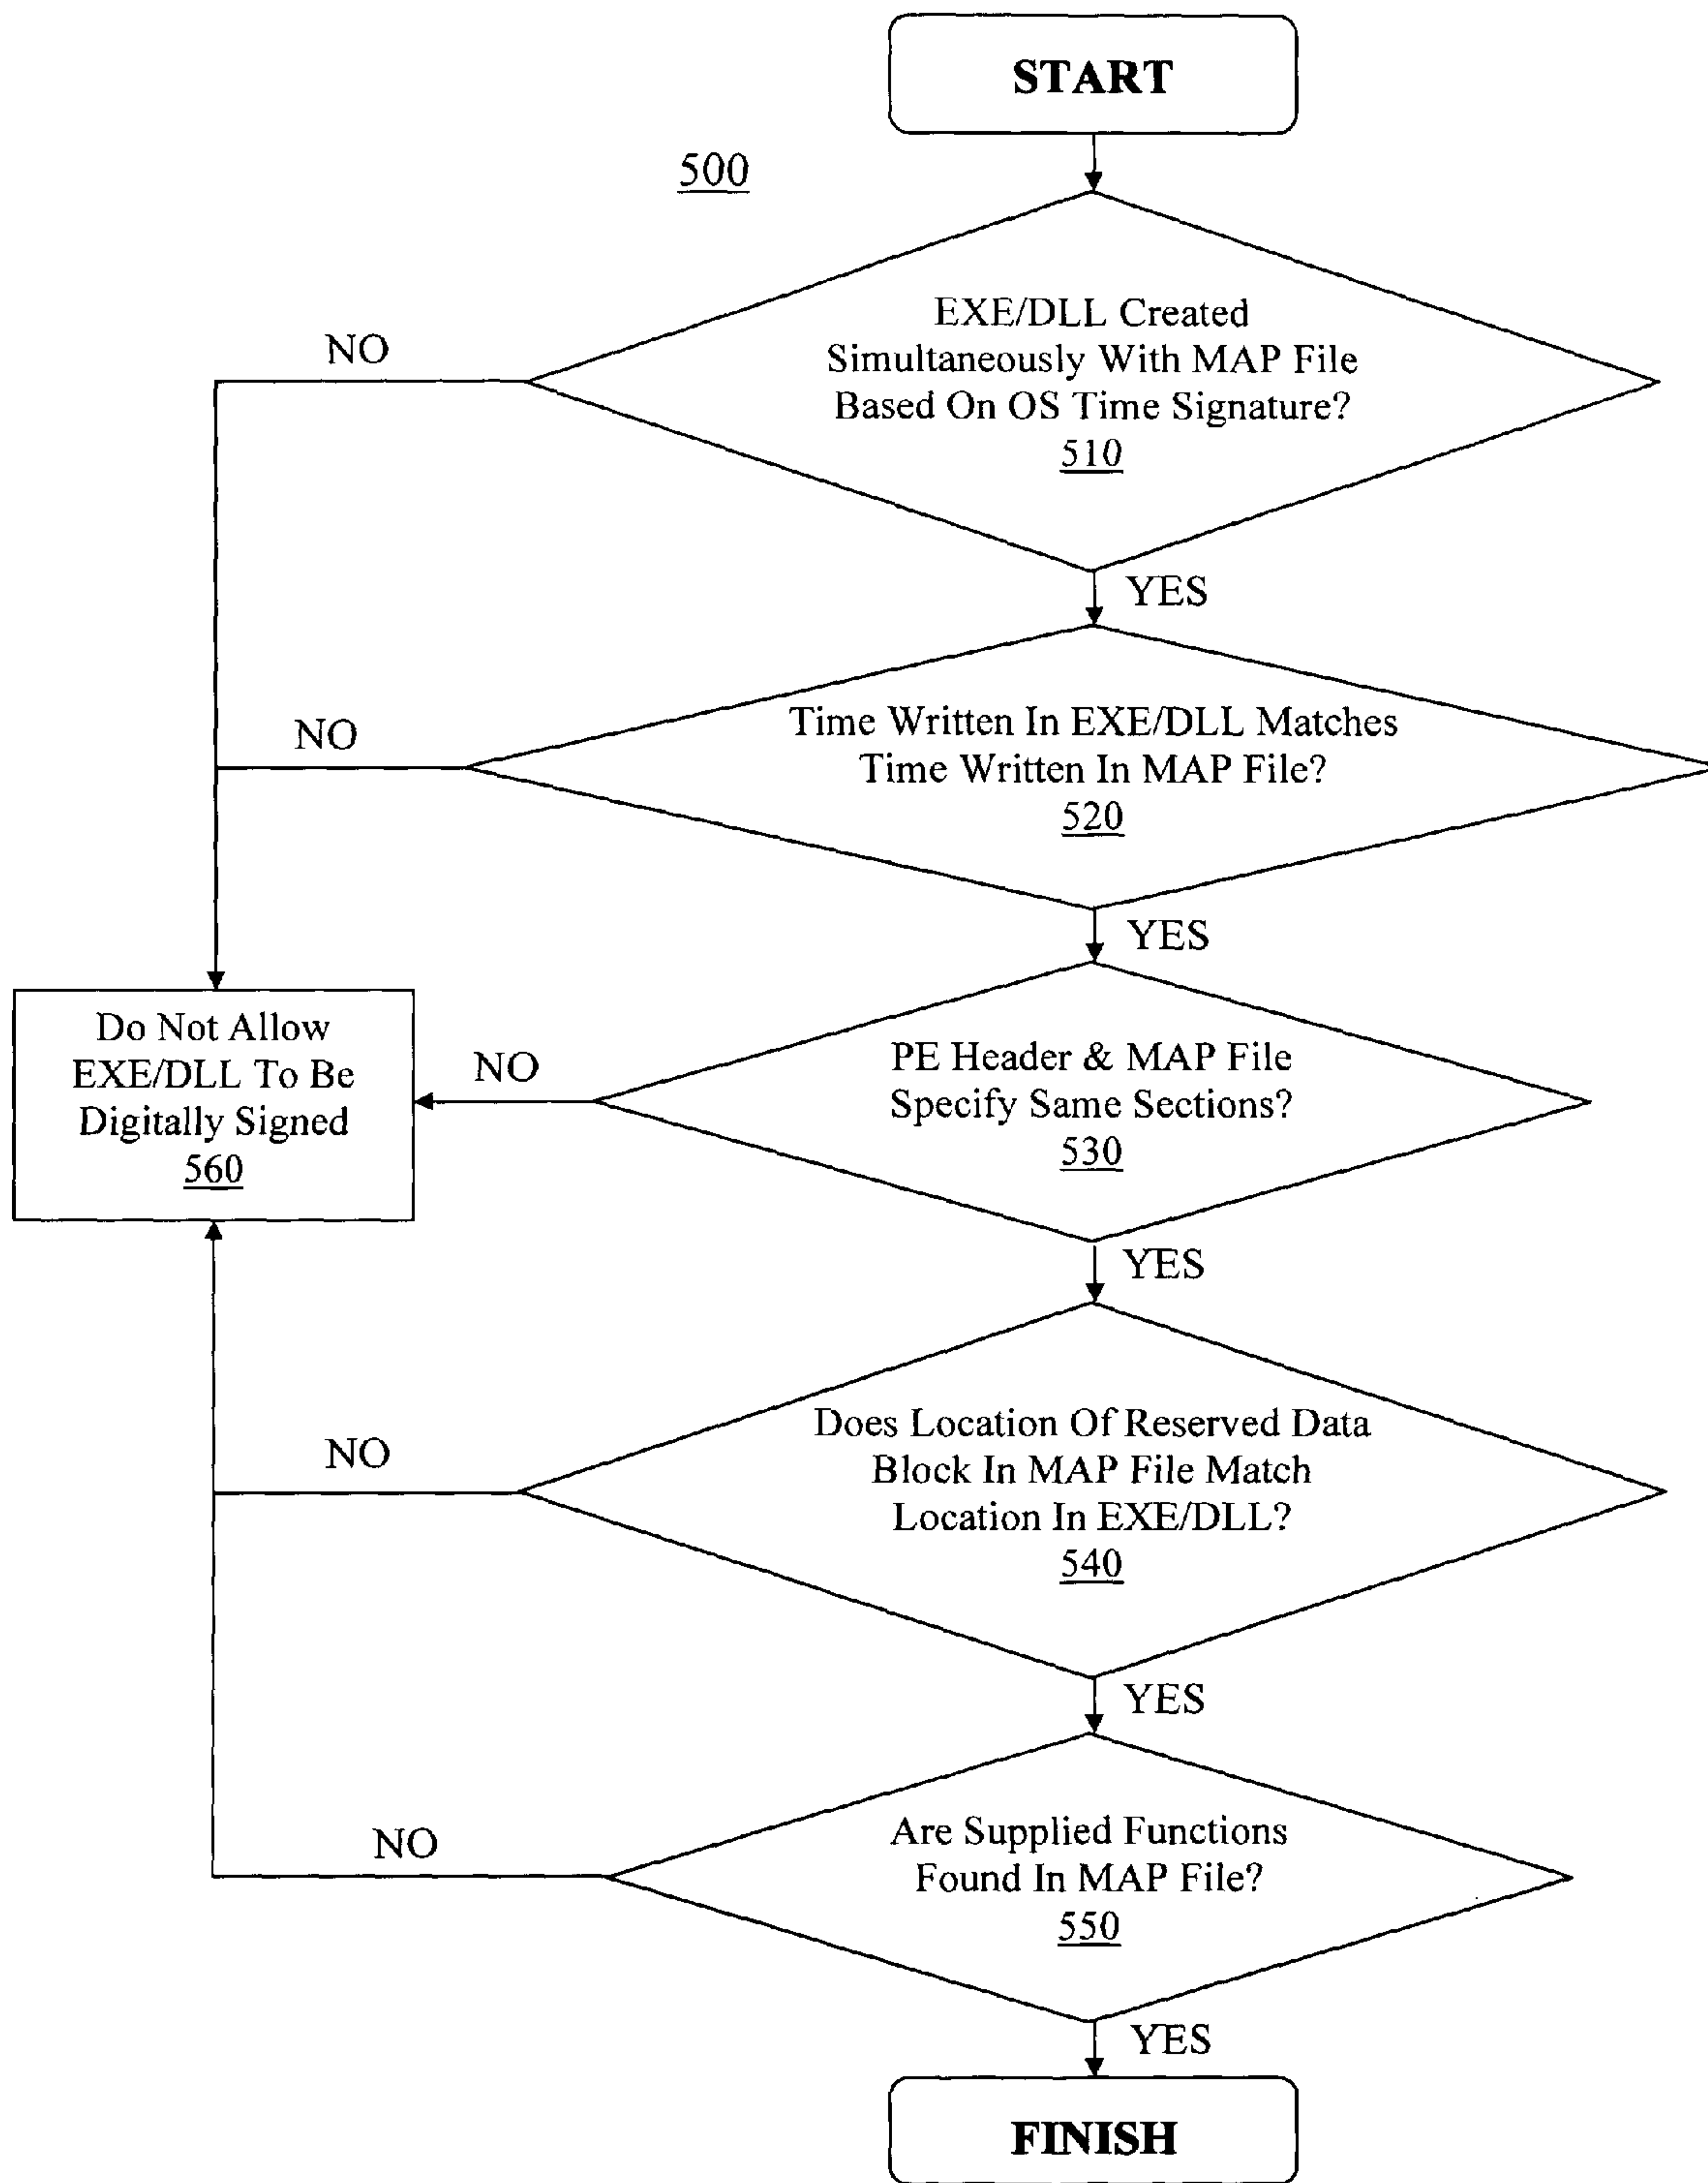 START
500
EXE/DLL Created
Simultaneously With MAP File
Based On OS Time Signature?
510
NO
YES
Time Written In EXE/DLL Matches
Time Written In MAP File?
520
NO
YES
PE Header & MAP File
Specify Same Sections?
530
NO
Do Not Allow
EXE/DLL To Be
Digitally Signed
560
YES
Does Location Of Reserved Data
Block In MAP File Match
Location In EXE/DLL?
540
NO
YES
Are Supplied Functions
Found In MAP File?
550
NO
YES
FINISH